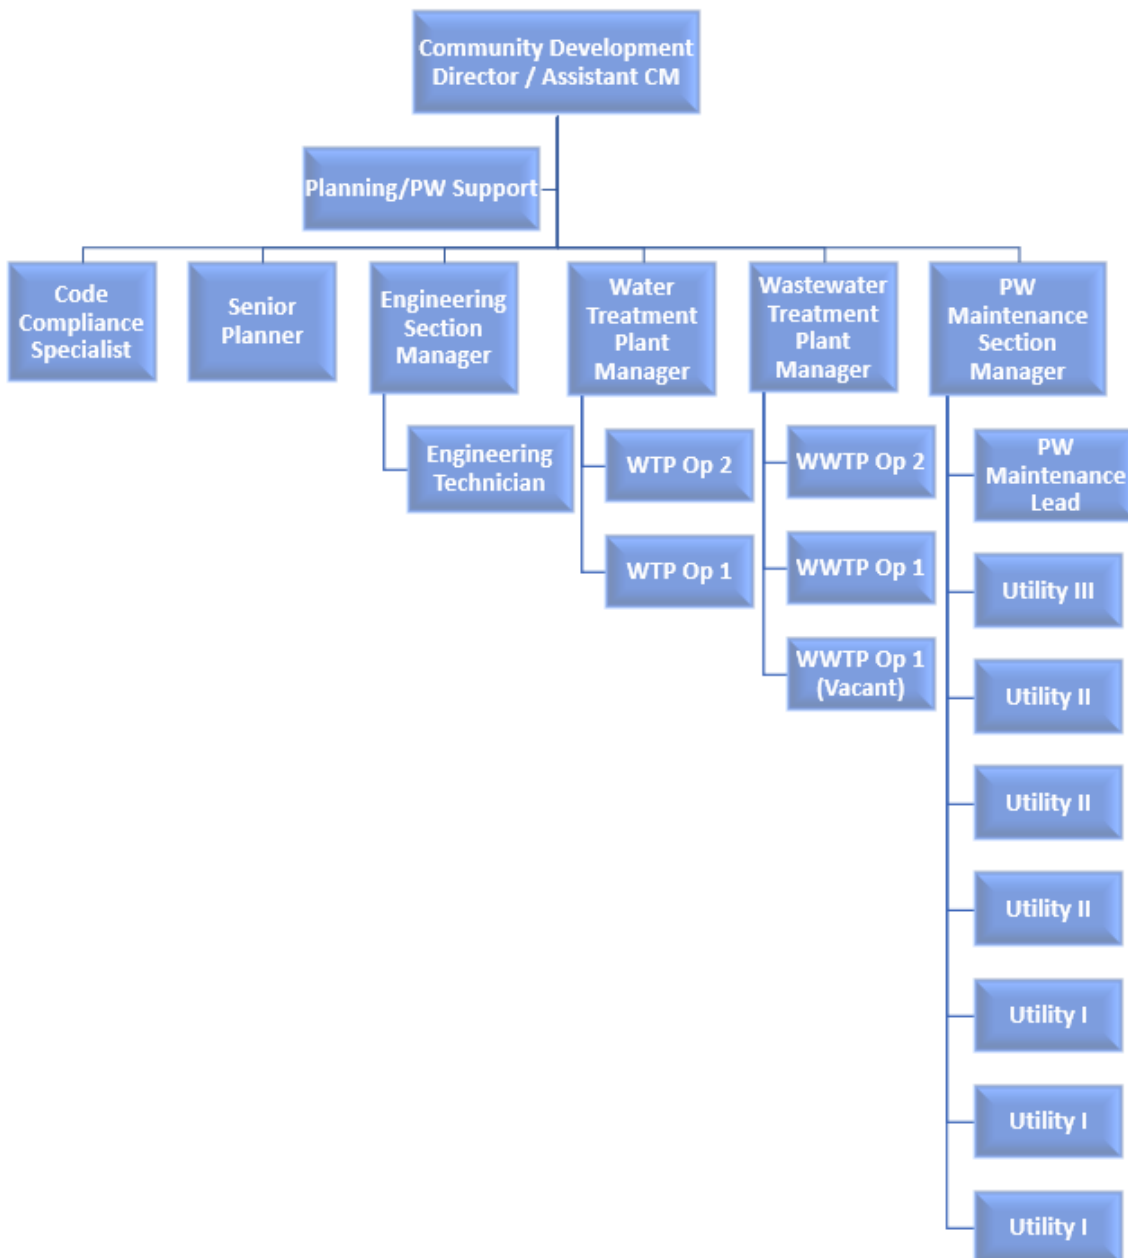 Community Development
Director / Assistant CM
Planning/PW Support
Code
Compliance
Specialist
Senior
Planner
Engineering
Section
Manager
Water
Treatment
Plant
Manager
Wastewater
Treatment
Plant
Manager
PW
Maintenance
Section
Manager
Engineering
Technician
WTP Op 2
WTP Op 1
WWTP Op 2
WWTP Op 1
WWTP Op 1
(Vacant)
PW
Maintenance
Lead
Utility III
Utility II
Utility II
Utility II
Utility I
Utility I
Utility I